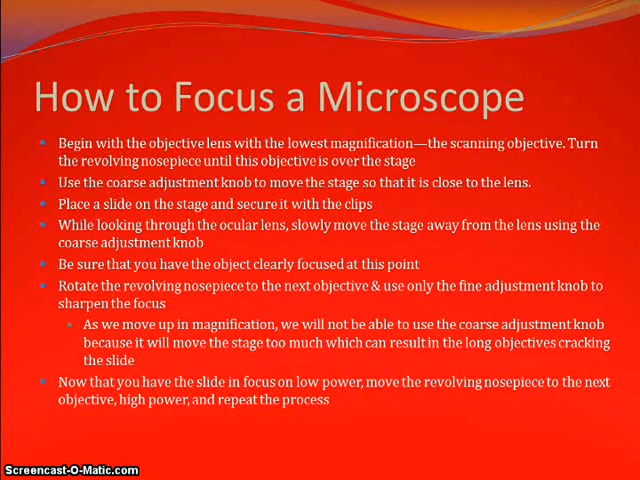 How to Focus a Microscope
Begin with the objective lens with the lowest magnification—the scanning objective. Turn
the revolving nosepiece until this objective is over the stage
Use the coarse adjustment knob to move the stage so that it is close to the lens.
Place a slide on the stage and secure it with the clips
While looking through the ocular lens, slowly move the stage away from the lens using the
coarse adjustment knob
Be sure that you have the object clearly focused at this point
Rotate the revolving nosepiece to the next objective & use only the fine adjustment knob to
sharpen the focus
As we move up in magnification, we will not be able to use the coarse adjustment knob
because it will move the stage too much which can result in the long objectives cracking
the slide
Now that you have the slide in focus on low power, move the revolving nosepiece to the next
objective, high power, and repeat the process
Screencast-O-Matic.com